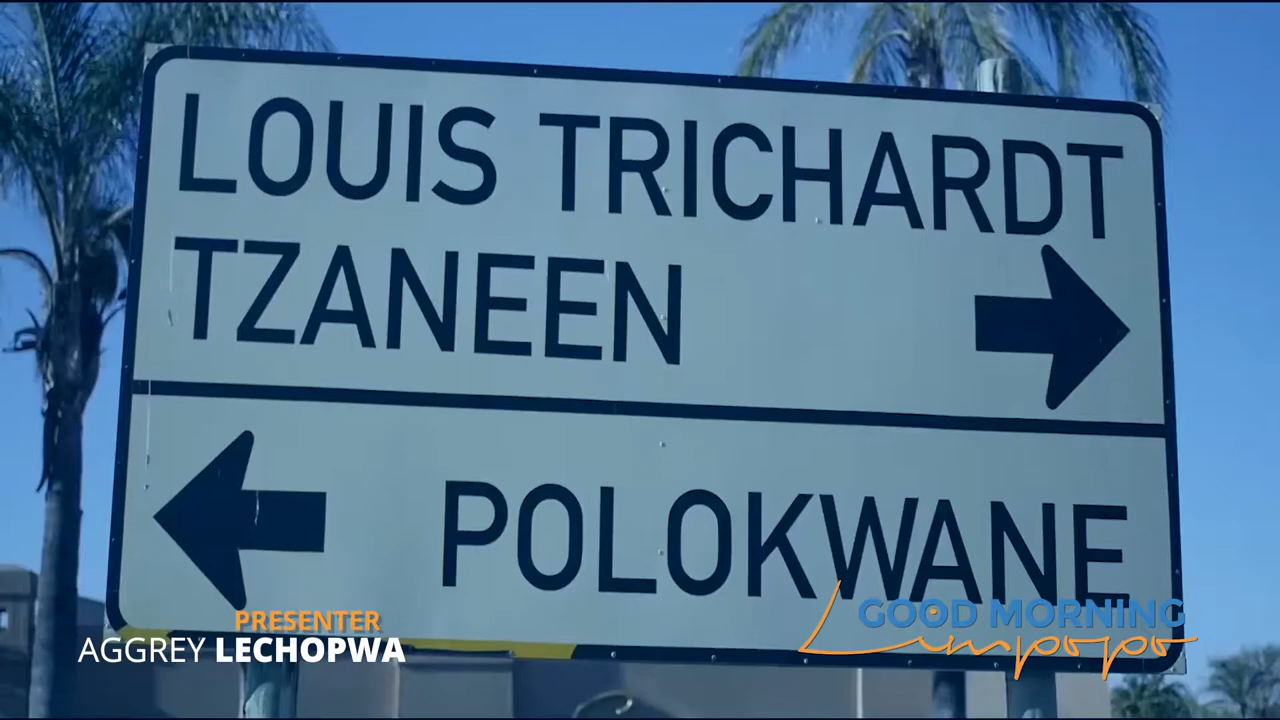 LOUIS TRICHARDT
TZANEEN
POLOKWANE
PRESENTER
AGGREY LECHOPWA
GOOD MORNING
Limpopo